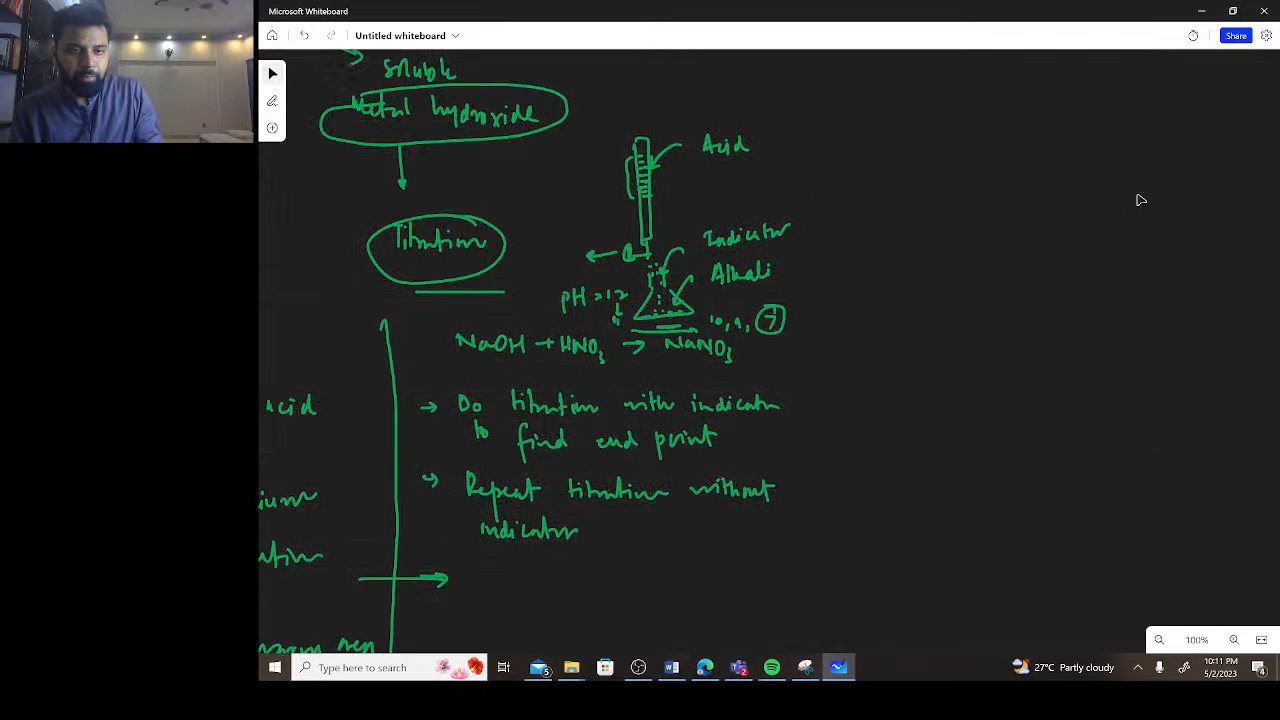 Microsoft Whiteboard
Untitled whiteboard
Share
Soluble
Metal hydroxide
Acid
Titration
Indicator
Alkali
pH = 12
10, 9, 7
NaOH + HNO3 → NaNO3
→ Do titration with indicator
to find end point
→ Repeat titration without
indicator
Acid
ium
100%
Type here to search
27°C Partly cloudy
10:11 PM
5/2/2023